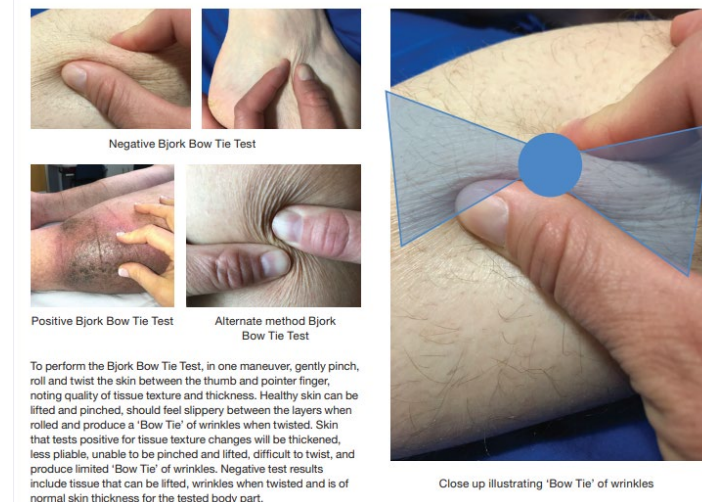 Negative Bjork Bow Tie Test
Positive Bjork Bow Tie Test
Alternate method Bjork
Bow Tie Test
To perform the Bjork Bow Tie Test, in one maneuver, gently pinch,
roll and twist the skin between the thumb and pointer finger,
noting quality of tissue texture and thickness. Healthy skin can be
lifted and pinched, should feel slippery between the layers when
rolled and produce a ‘Bow Tie’ of wrinkles when twisted. Skin
that tests positive for tissue texture changes will be thickened,
less pliable, unable to be pinched and lifted, difficult to twist, and
produce limited ‘Bow Tie’ of wrinkles. Negative test results
include tissue that can be lifted, wrinkles when twisted and is of
normal skin thickness for the tested body part.
Close up illustrating ‘Bow Tie’ of wrinkles